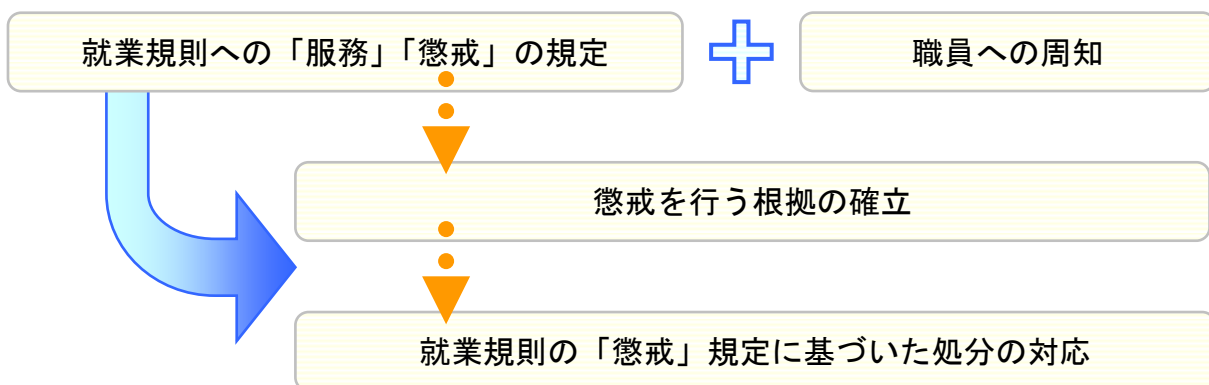 就業規則への「服務」「懲戒」の規定
職員への周知
懲戒を行う根拠の確立
就業規則の「懲戒」規定に基づいた処分の対応